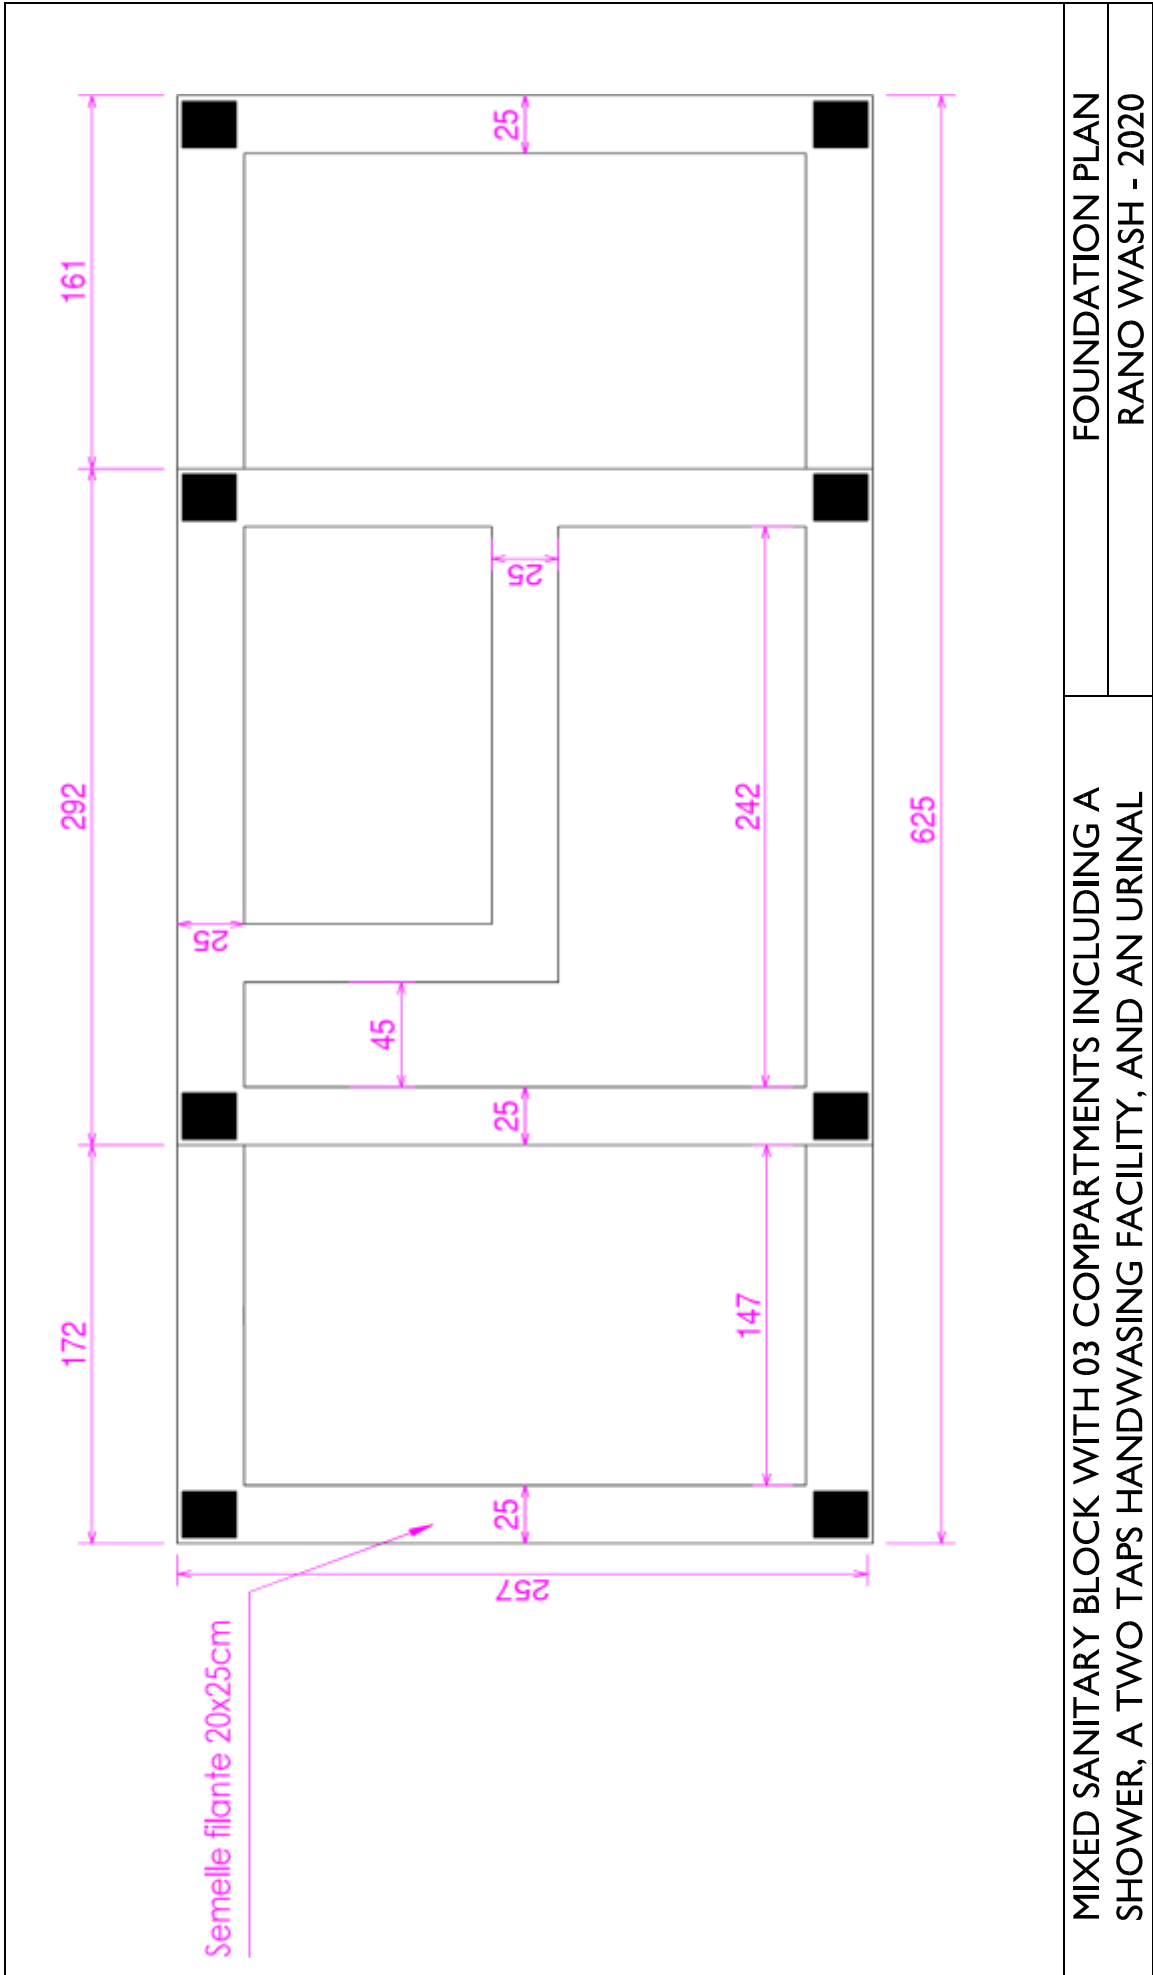 161
292
172
25
25
25
45
242
25
25
147
25
257
625
Semelle filante 20x25cm
MIXED SANITARY BLOCK WITH 03 COMPARTMENTS INCLUDING A
SHOWER, A TWO TAPS HANDWASING FACILITY, AND AN URINAL
FOUNDATION PLAN
RANO WASH - 2020